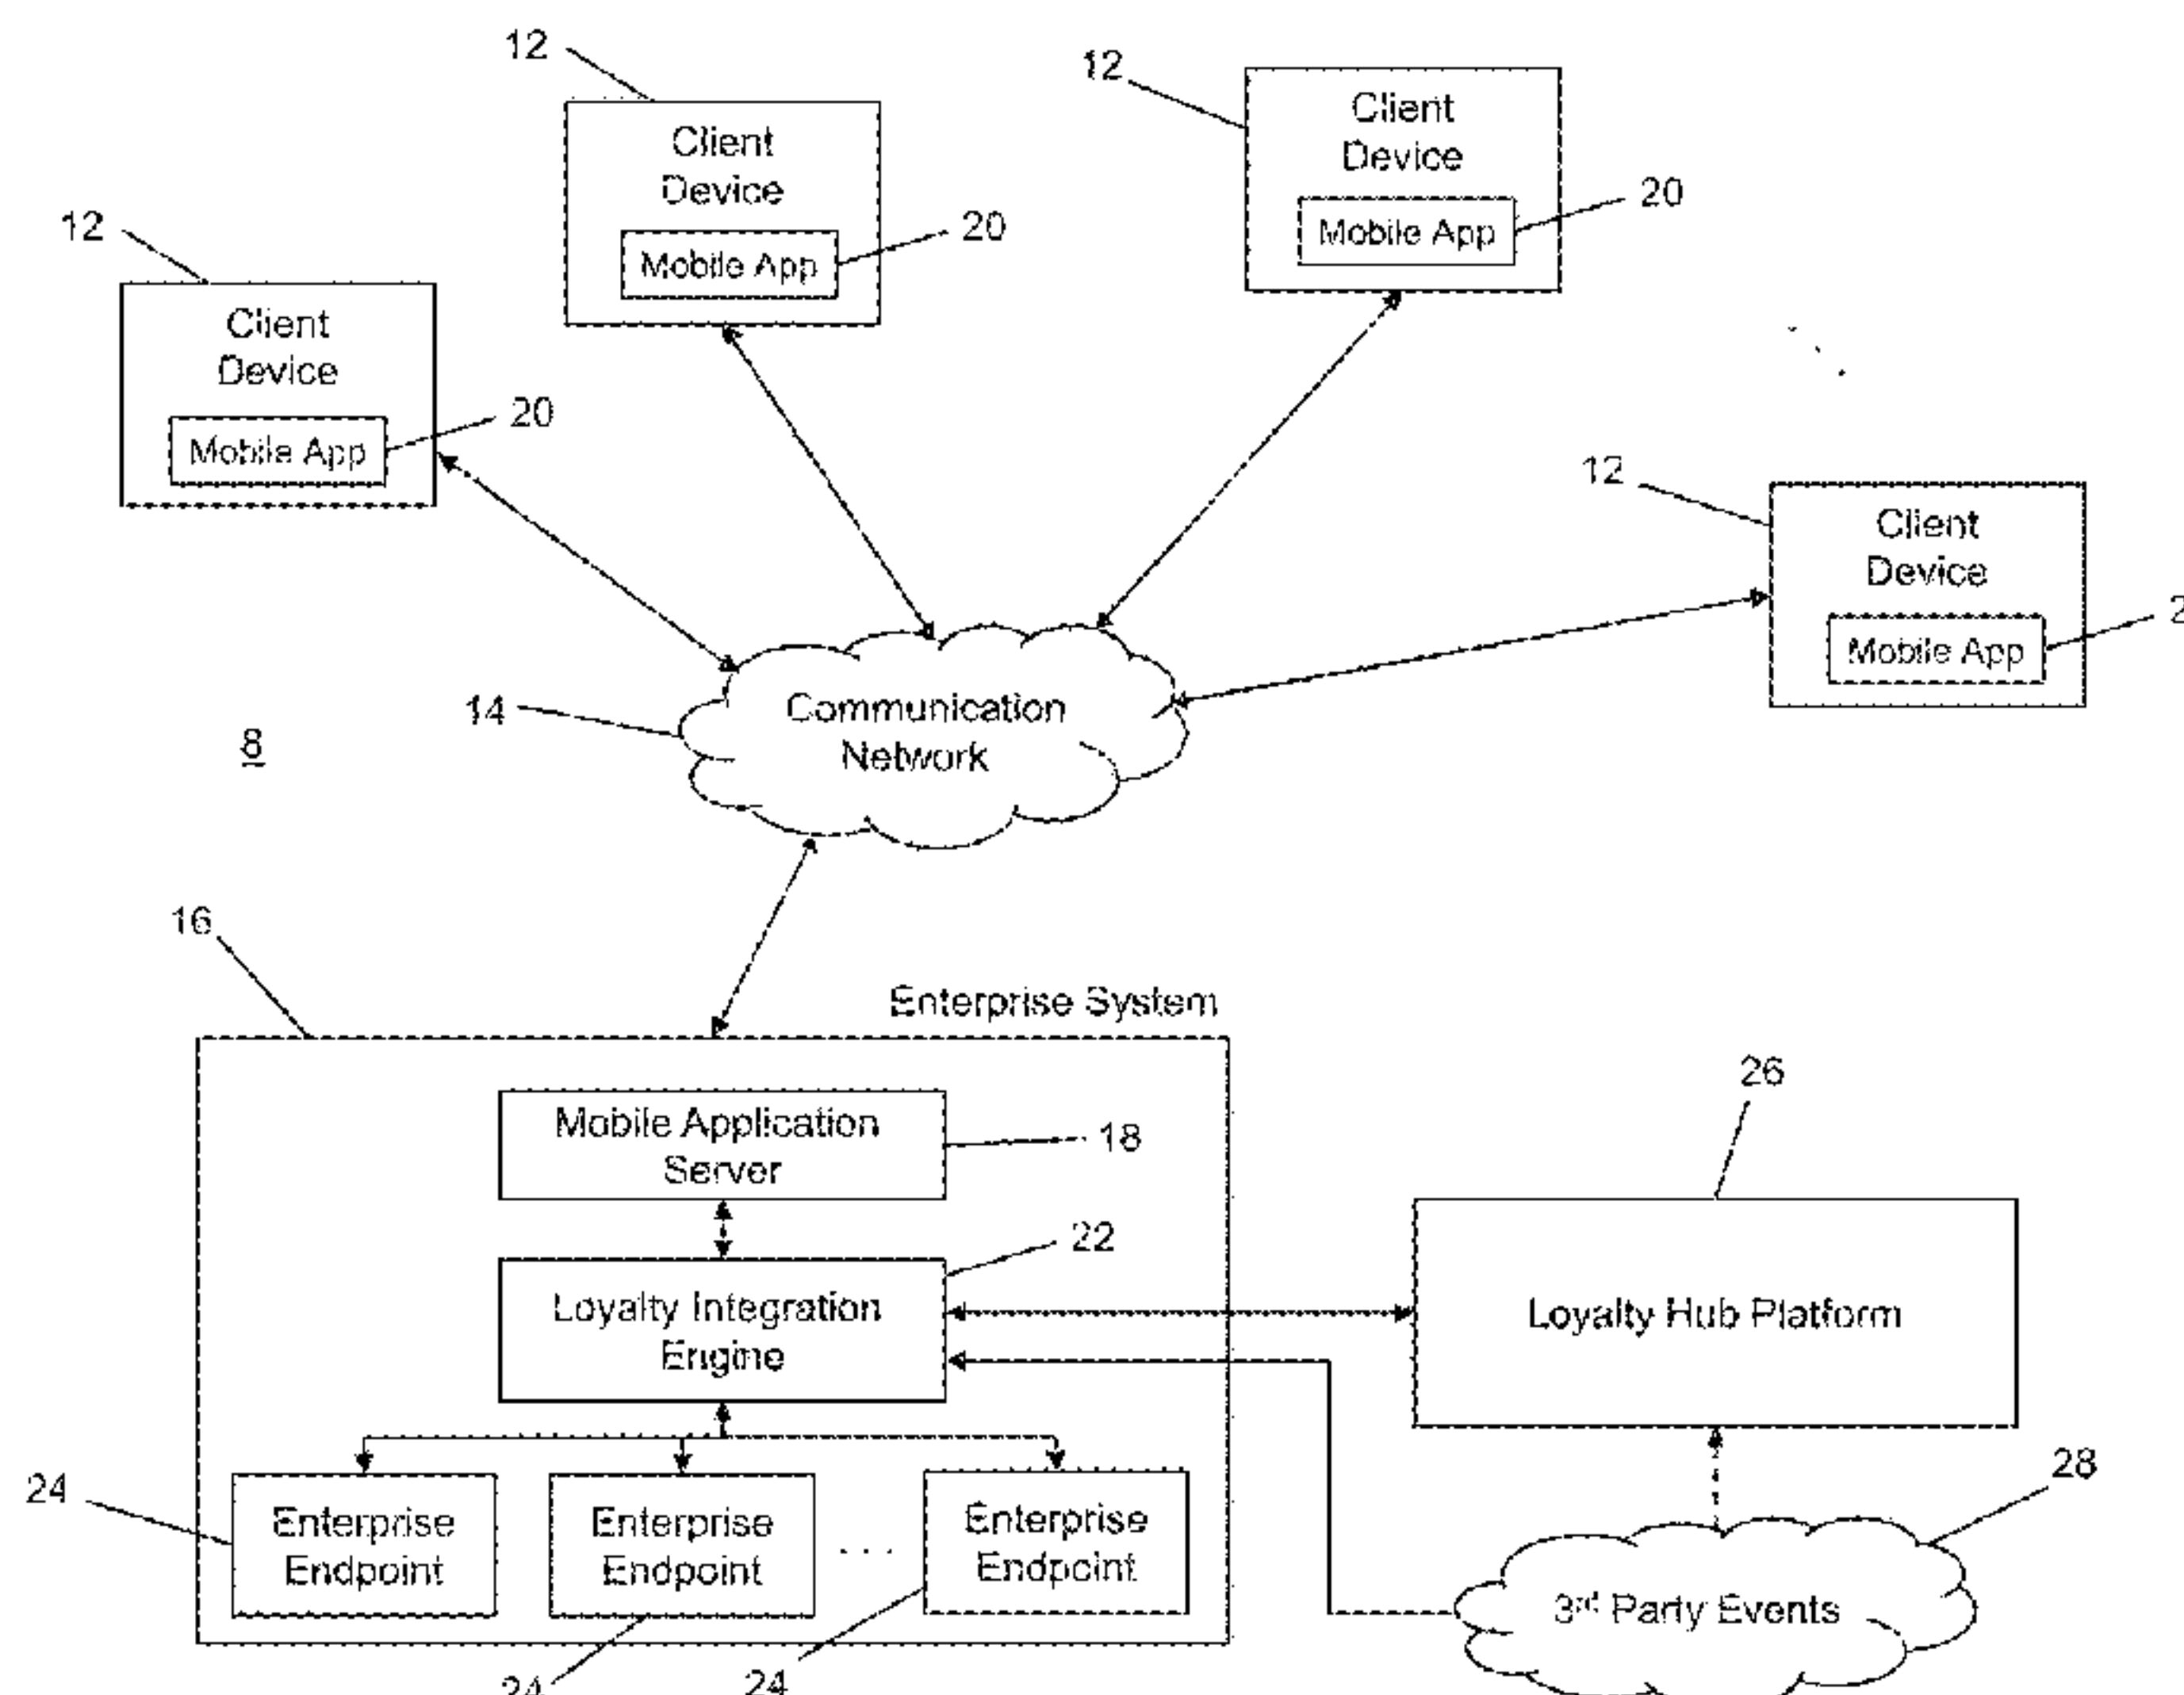 12
Client
Device
Mobile App
20
12
Client
Device
Mobile App
20
12
Client
Device
Mobile App
20
12
Client
Device
Mobile App
2
14
Communication
Network
8
16
Enterprise System
Mobile Application
Server
18
22
Loyalty Integration
Engine
26
Loyalty Hub Platform
24
Enterprise
Endpoint
Enterprise
Endpoint
. . .
Enterprise
Endpoint
24
24
28
3rd Party Events